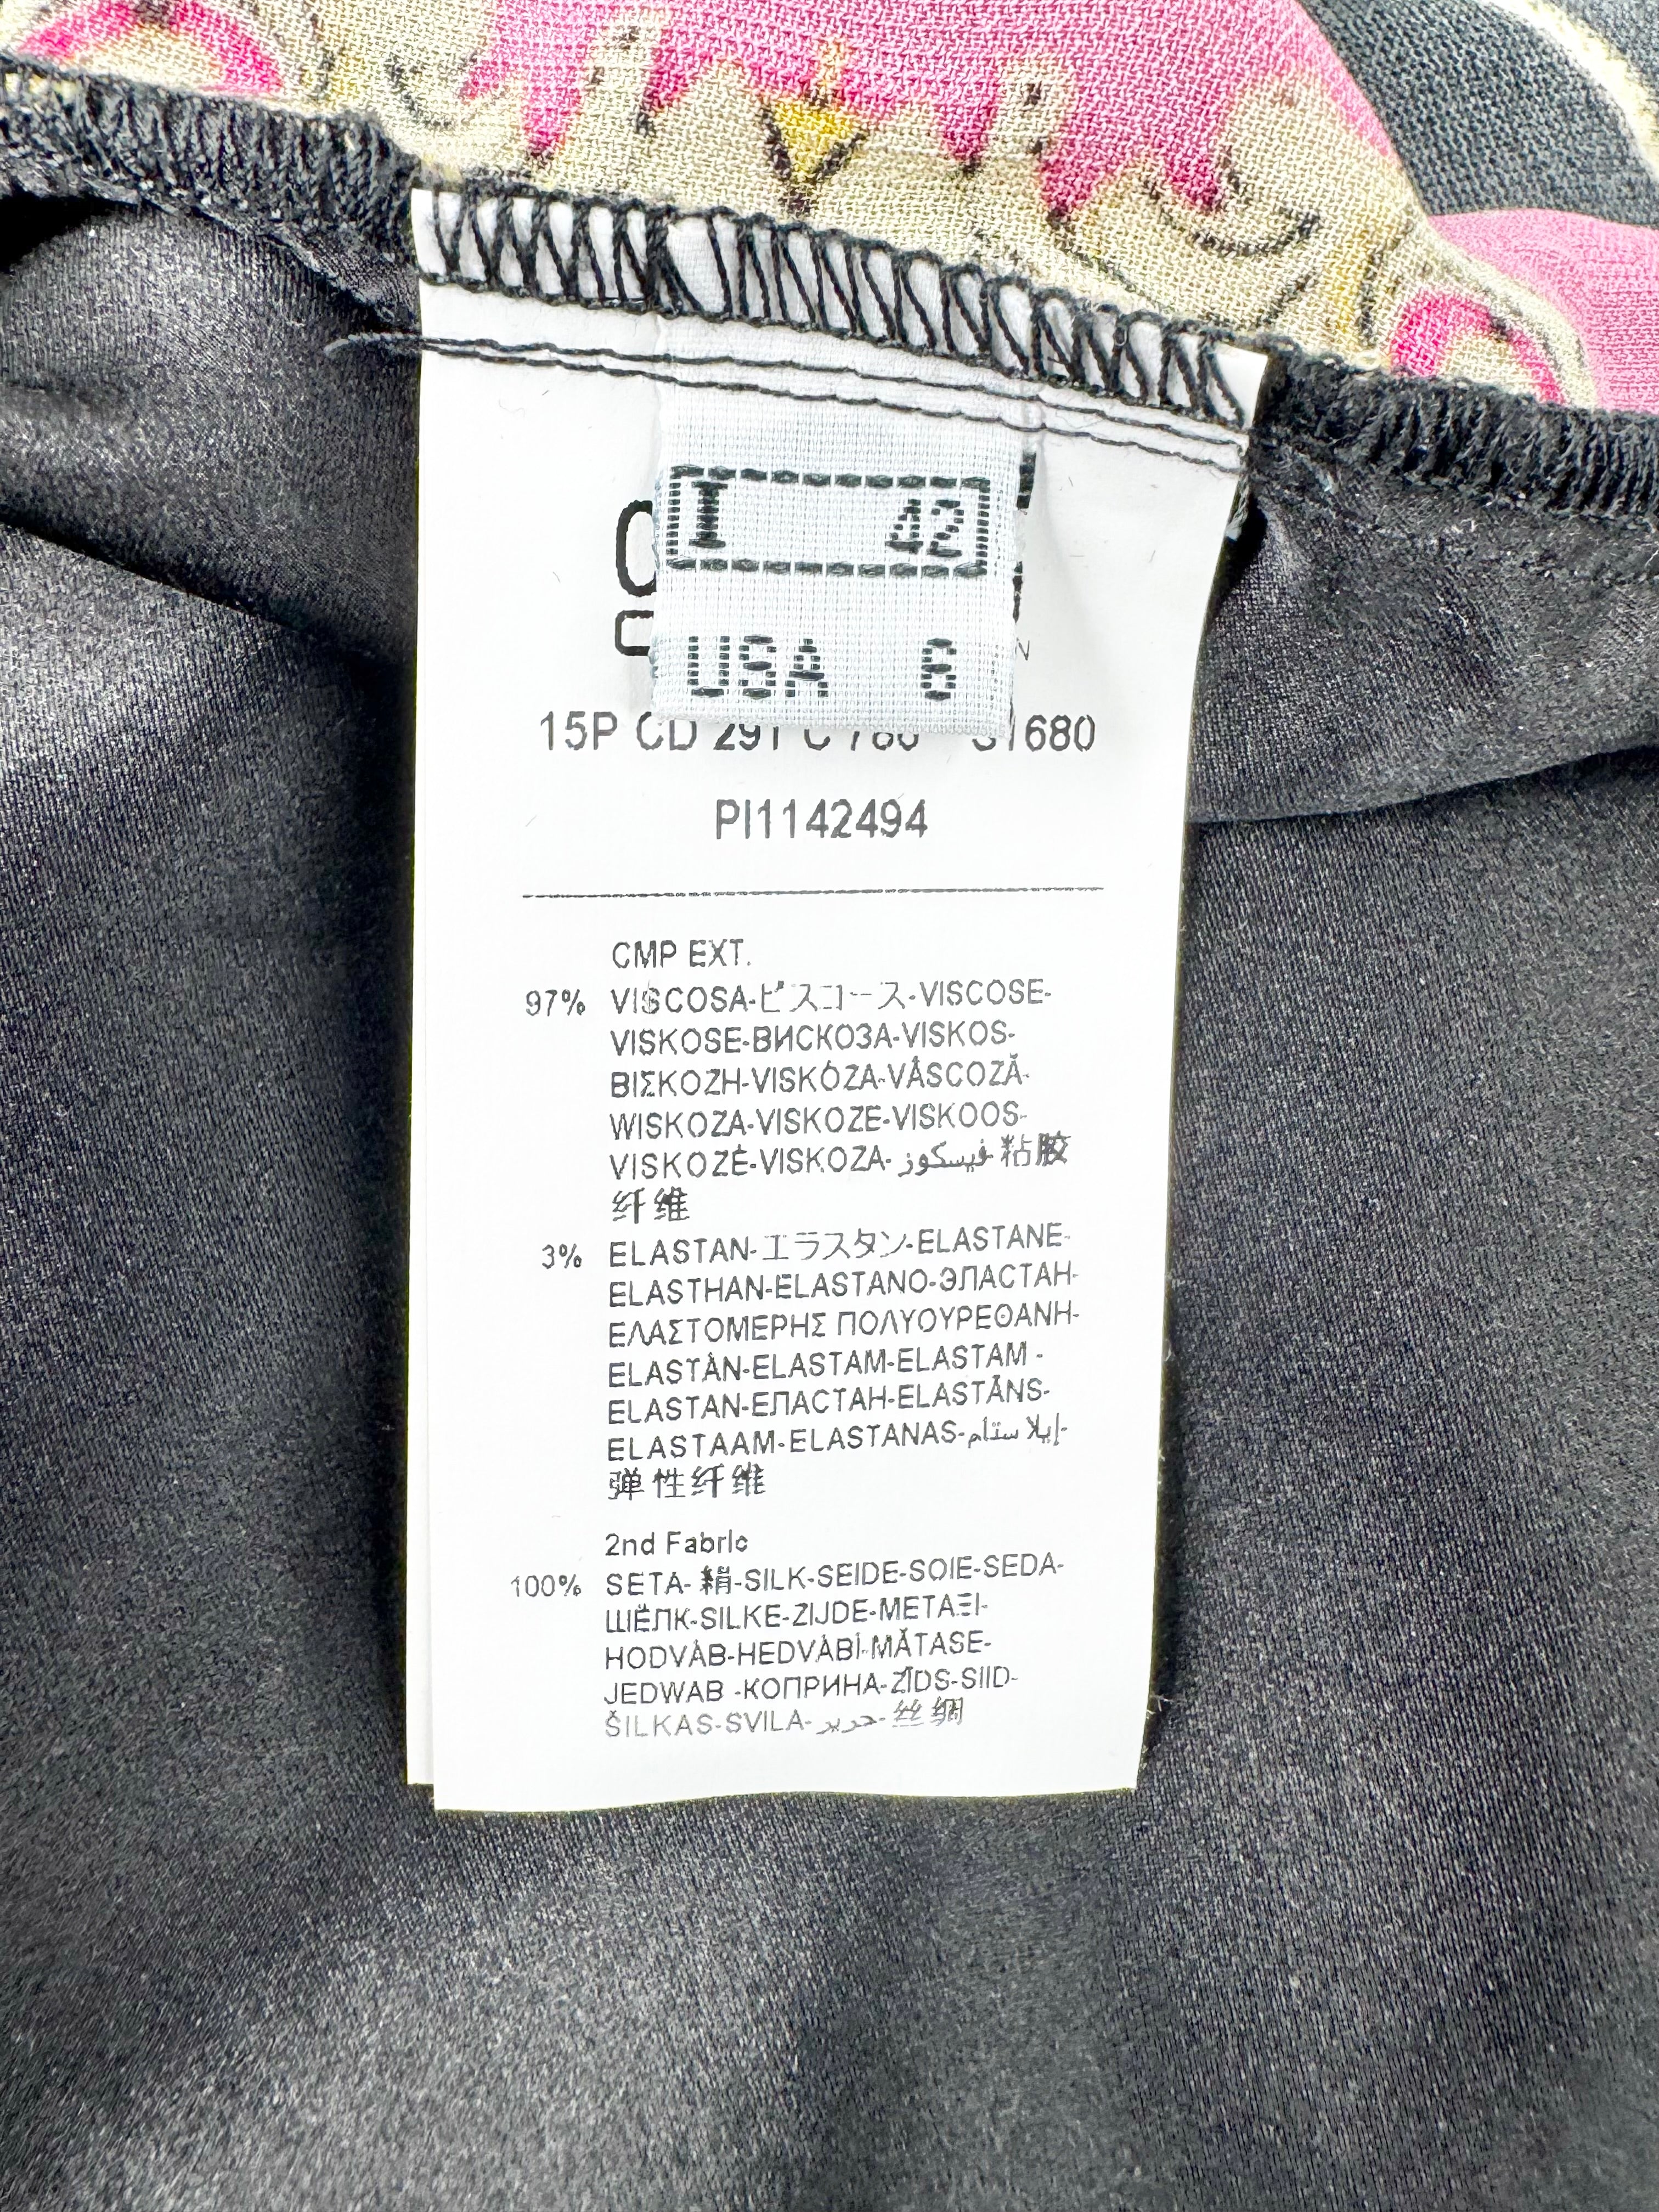 I 42
USA 6
15P CD 680
PI1142494
CMP EXT.
97% VISCOSA-ビスコース-VISCOSE-
VISKOSE-ВИСКОЗА-VISKOS-
ΒΙΣΚΟΖΗ-VISKÓZA-VÂSCOZĂ-
WISKOZA-VISKOZE-VISKOOS-
VISKOZĖ-VISKOZA-فيسكوز-粘胶
纤维
3% ELASTAN-エラスタン-ELASTANE-
ELASTHAN-ELASTANO-ЭЛАСТАН-
ΕΛΑΣΤΟΜΕΡΗΣ ΠΟΛΥΟΥΡΕΘΑΝΗ-
ELASTÁN-ELASTAM-ELASTAM -
ELASTAN-ЕЛАСТАН-ELASTĀNS-
ELASTAAM-ELASTANAS-إيلاستام-
弹性纤维
2nd Fabric
100% SETA-絹-SILK-SEIDE-SOIE-SEDA-
ШЁЛК-SILKE-ZIJDE-ΜΕΤΑΞΙ-
HODVÁB-HEDVÁBÍ-MĂTASE-
JEDWAB -КОПРИНА-ZĪDS-SIID-
ŠILKAS-SVILA-حرير-丝绸